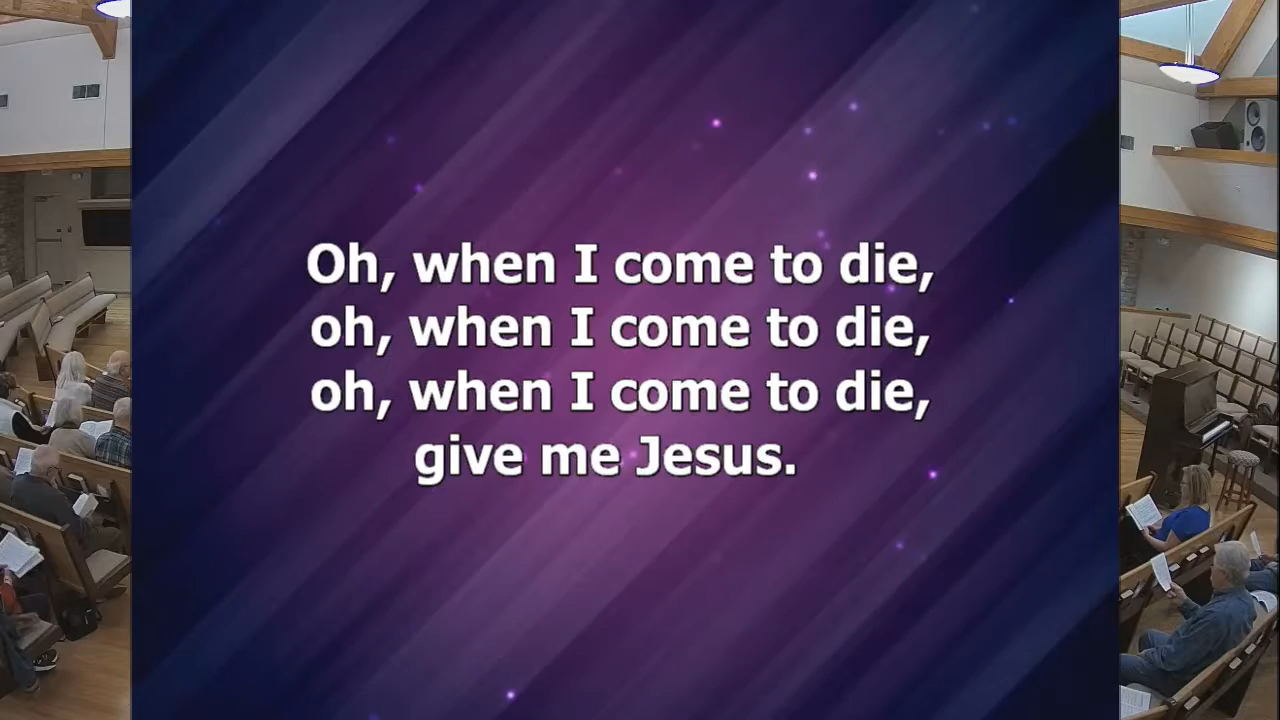 Oh, when I come to die,
oh, when I come to die,
oh, when I come to die,
give me Jesus.